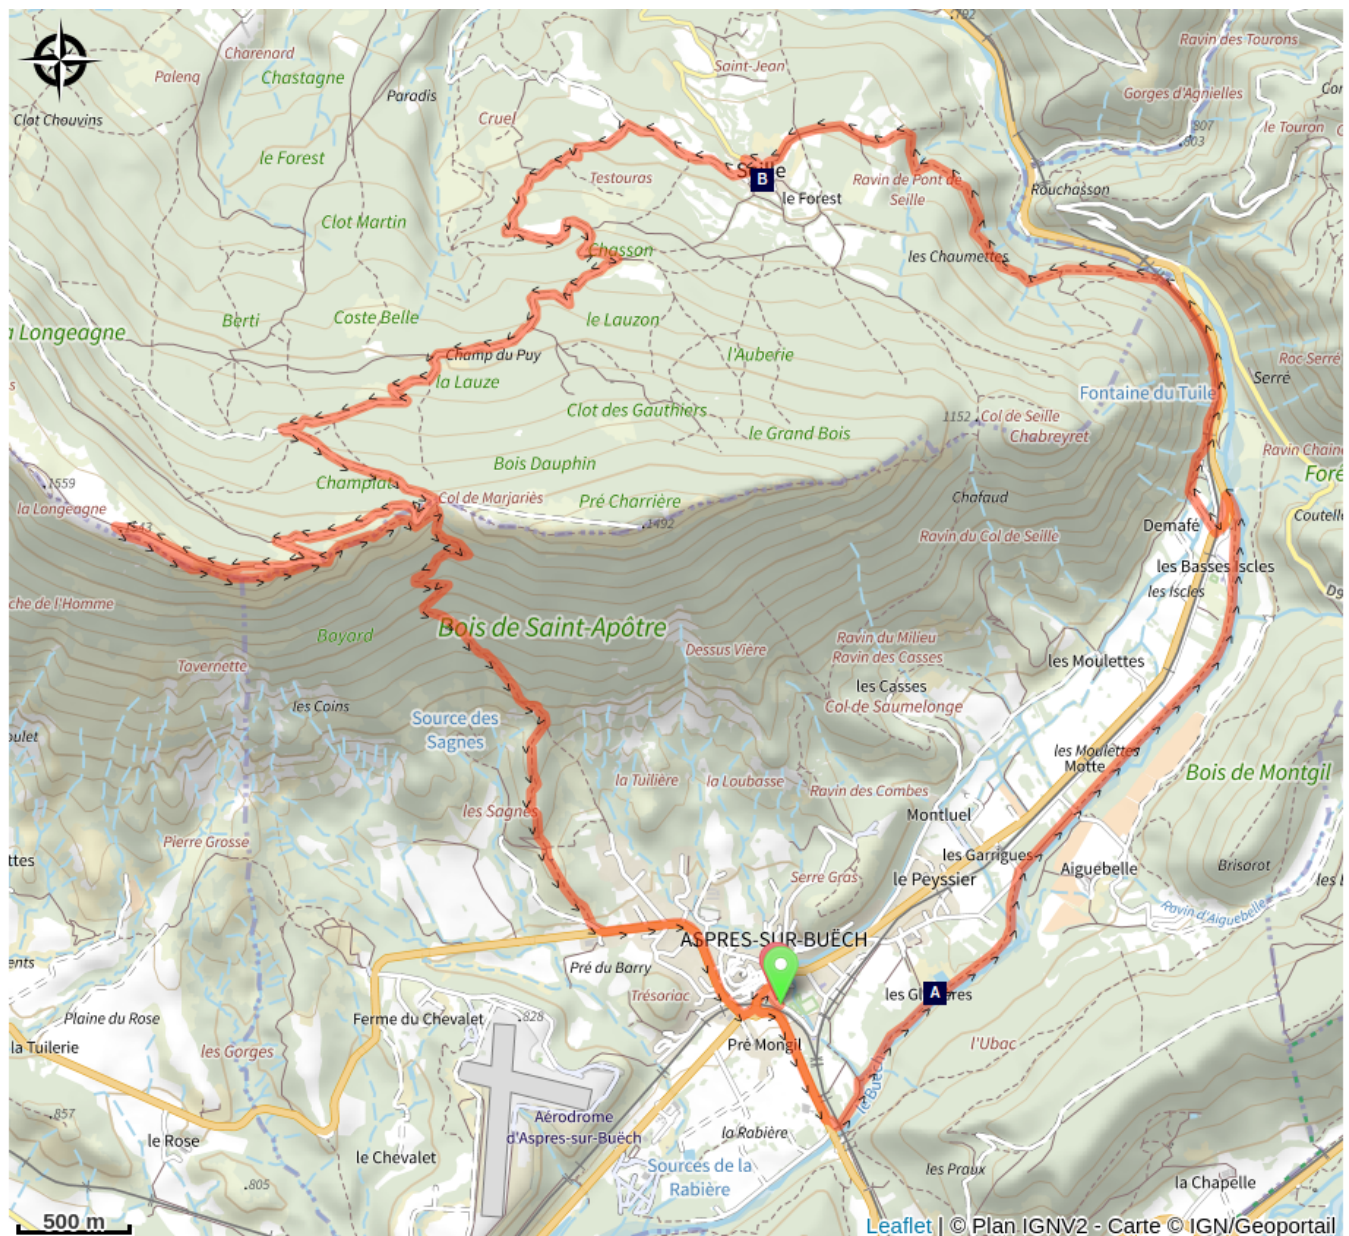 Charenard
Chastagne
Palenq
Paradis
Clot Chouvins
Cruel
Saint-Jean
792
Ravin des Tourons
Gorges d'Agnielles
807
803
le Touron
le Forest
Testouras
Seille
B
le Forest
Ravin de Pont de
Seille
Rouchasson
Clot Martin
Chasson
les Chaumettes
a Longeagne
Berti
Coste Belle
le Lauzon
Champ du Puy
la Lauze
l'Auberie
Roc Serré
Serré
Fontaine du Tuile
Clot des Gauthiers
1152
Col de Seille
Chabreyret
le Grand Bois
Ravin Chaine
Bois Dauphin
Champlat
1559
la Longeagne
Col de Marjariès
Pré Charrière
1492
Chafaud
Demafé
Ravin du Col de Seille
les Basses Iscles
les Iscles
che de l'Homme
Bayard
Bois de Saint-Apôtre
Tavernette
Dessus Vière
Ravin du Milieu
Ravin des Casses
les Moulettes
les Casses
Col de Saumelonge
les Cains
Source des
Sagnes
oulet
les Moulettes
Motte
Bois de Montgil
la Tuilière
la Loubasse
Ravin des Combes
les Sagnes
Montluel
Pierre Grosse
ttes
les Garrigues
Aiguebelle
Brisarot
Serre Gras
le Peyssier
Ravin d'Aiguebelle
ASPRES-SUR-BUËCH
Pré du Barry
Trésoriac
A
Plaine du Rose
Ferme du Chevalet
828
la Tuilerie
les Gorges
Pré Mongil
l'Ubac
le Buëch
857
le Rose
Aérodrome
d'Aspres-sur-Buëch
la Rabière
le Chevalet
Sources de la
Rabière
les Praux
la Chapelle
805
500 m
Leaflet | © Plan IGNV2 - Carte © IGN/Geoportail